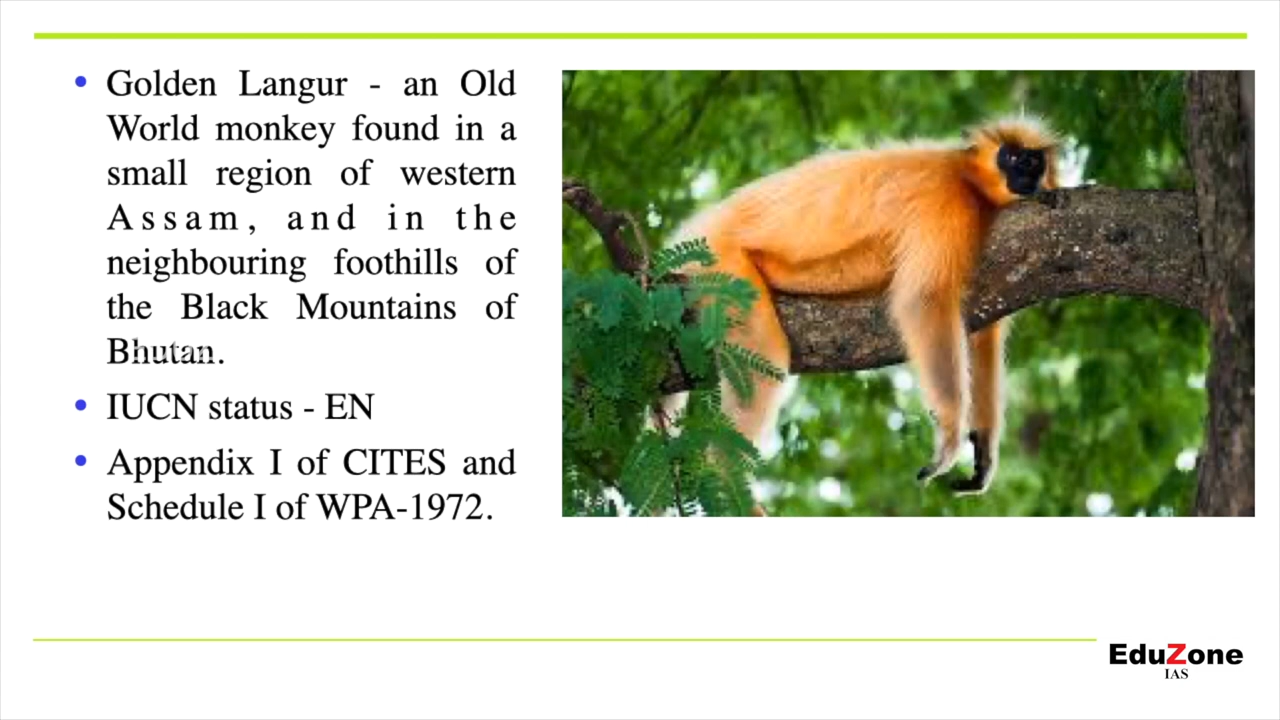 • Golden Langur - an Old
World monkey found in a
small region of western
Assam, and in the
neighbouring foothills of
the Black Mountains of
Bhutan.
• IUCN status - EN
• Appendix I of CITES and
Schedule I of WPA-1972.
EduZone
IAS